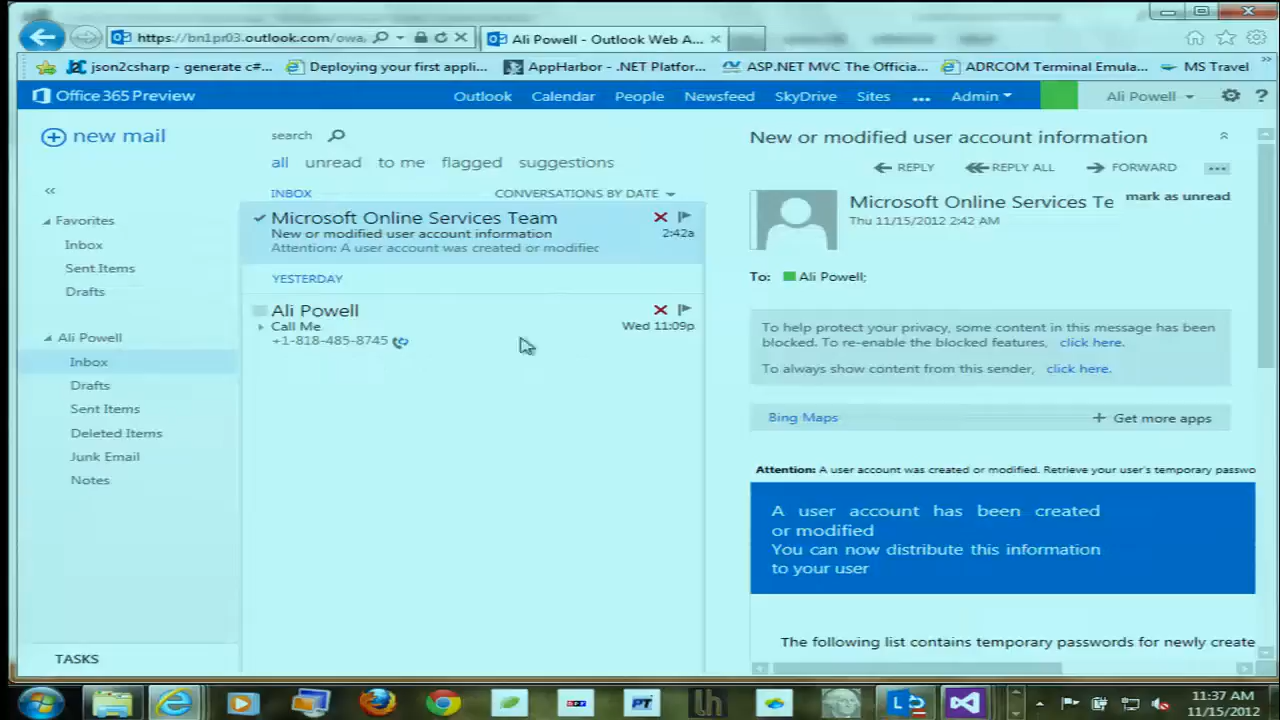 https://bn1pr03.outlook.com/owa
Ali Powell - Outlook Web A...
json2csharp - generate c#...
Deploying your first appli...
AppHarbor - .NET Platfor...
ASP.NET MVC The Officia...
ADRCOM Terminal Emula...
MS Travel
Office 365 Preview
Outlook
Calendar
People
Newsfeed
SkyDrive
Sites
...
Admin
Ali Powell
?
new mail
search
all
unread
to me
flagged
suggestions
INBOX
CONVERSATIONS BY DATE
Favorites
Inbox
Sent Items
Drafts
Ali Powell
Inbox
Drafts
Sent Items
Deleted Items
Junk Email
Notes
TASKS
Microsoft Online Services Team
New or modified user account information
2:42a
Attention: A user account was created or modified
YESTERDAY
Ali Powell
Call Me
Wed 11:09p
+1-818-485-8745
New or modified user account information
REPLY
REPLY ALL
FORWARD
...
Microsoft Online Services Te
mark as unread
Thu 11/15/2012 2:42 AM
To: Ali Powell;
To help protect your privacy, some content in this message has been
blocked. To re-enable the blocked features, click here.
To always show content from this sender, click here.
Bing Maps
+ Get more apps
Attention: A user account was created or modified. Retrieve your user's temporary passwo
A user account has been created
or modified
You can now distribute this information
to your user
The following list contains temporary passwords for newly create
PT
lh
L
11:37 AM
11/15/2012